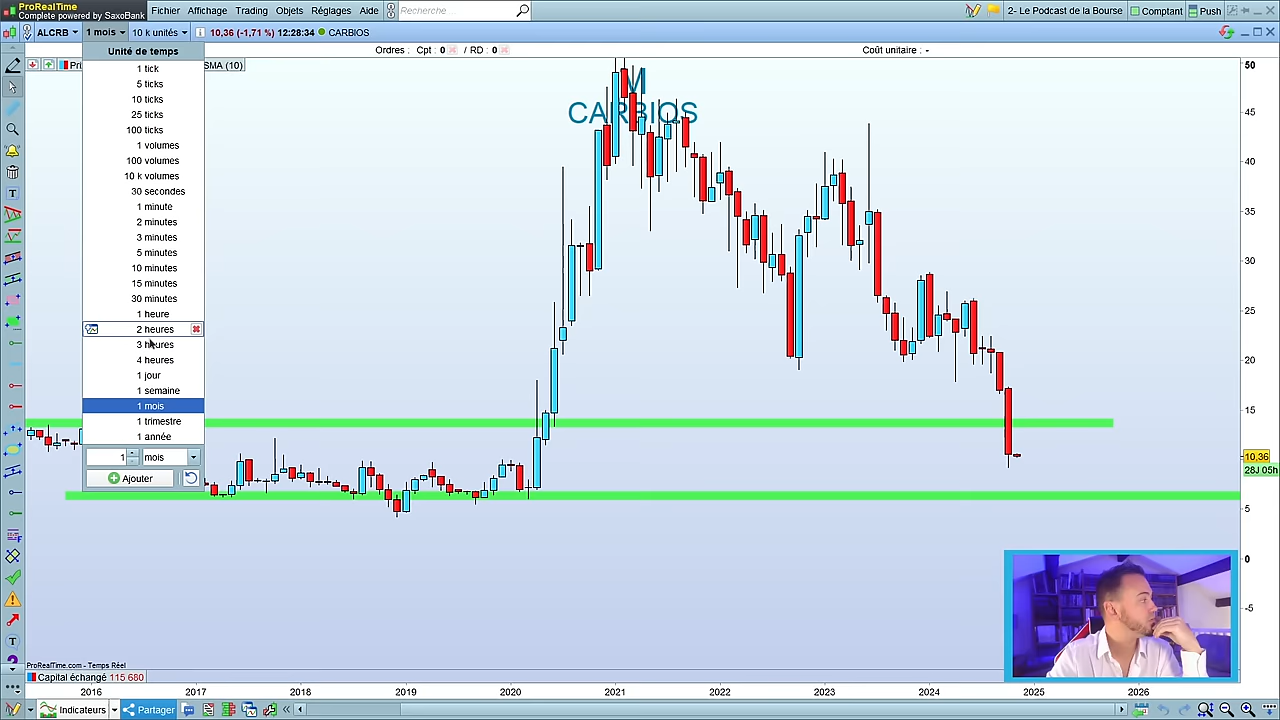 ProRealTime
Complete powered by SaxoBank
Fichier Affichage Trading Objets Réglages Aide Recherche 2- Le Podcast de la Bourse Comptant Push
ALCRB 1 mois 10 k unités 10,36 (-1,71 %) 12:28:34 CARBIOS
Unité de temps
Ordres : Cpt : 0 / RD : 0 Coût unitaire : -
Pri SMA (10)
1 tick
5 ticks
10 ticks
25 ticks
100 ticks
1 volumes
100 volumes
10 k volumes
30 secondes
1 minute
2 minutes
3 minutes
5 minutes
10 minutes
15 minutes
30 minutes
1 heure
2 heures
3 heures
4 heures
1 jour
1 semaine
1 mois
1 trimestre
1 année
1 mois
Ajouter
M
CARBIOS
50
45
40
35
30
25
20
15
10,36
28J 05h
5
0
-5
ProRealTime.com - Temps Réel
Capital échangé 115 680
2016 2017 2018 2019 2020 2021 2022 2023 2024 2025 2026
Indicateurs Partager